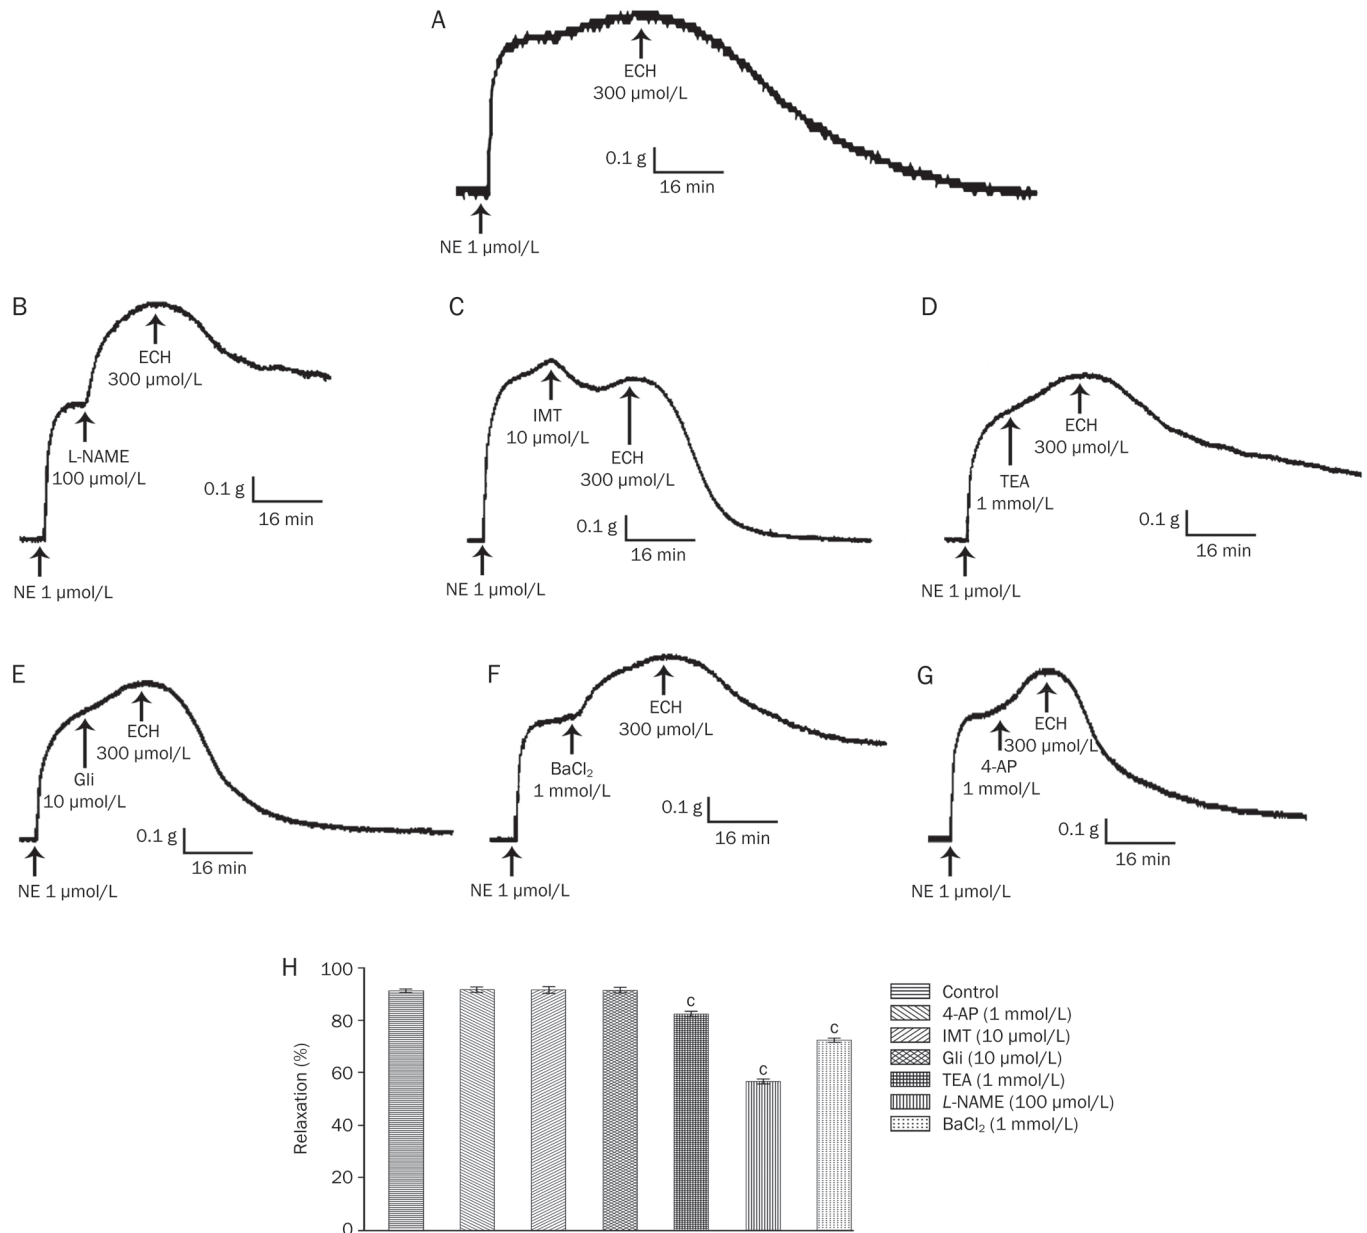 A
ECH
300 µmol/L
0.1 g
16 min
NE 1 µmol/L
B
ECH
300 µmol/L
L-NAME
100 µmol/L
0.1 g
16 min
NE 1 µmol/L
C
IMT
10 µmol/L
ECH
300 µmol/L
0.1 g
16 min
NE 1 µmol/L
D
ECH
300 µmol/L
TEA
1 mmol/L
0.1 g
16 min
NE 1 µmol/L
E
ECH
300 µmol/L
Gli
10 µmol/L
0.1 g
16 min
NE 1 µmol/L
F
ECH
300 µmol/L
BaCl₂
1 mmol/L
0.1 g
16 min
NE 1 µmol/L
G
ECH
300 µmol/L
4-AP
1 mmol/L
0.1 g
16 min
NE 1 µmol/L
H
Relaxation (%)
100
80
60
40
20
0
c
c
c
Control
4-AP (1 mmol/L)
IMT (10 µmol/L)
Gli (10 µmol/L)
TEA (1 mmol/L)
L-NAME (100 µmol/L)
BaCl₂ (1 mmol/L)